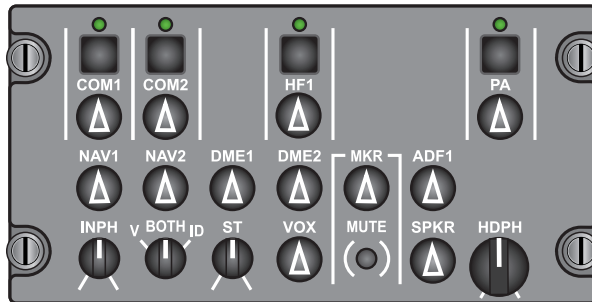 COM1 COM2 HF1 PA
NAV1 NAV2 DME1 DME2 MKR ADF1
INPH V BOTH ID ST VOX MUTE SPKR HDPH